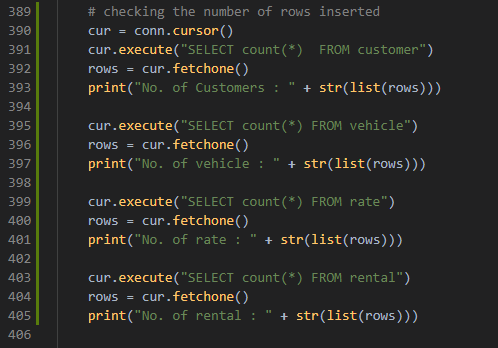 389 # checking the number of rows inserted
390 cur = conn.cursor()
391 cur.execute("SELECT count(*)  FROM customer")
392 rows = cur.fetchone()
393 print("No. of Customers : " + str(list(rows)))
394
395 cur.execute("SELECT count(*) FROM vehicle")
396 rows = cur.fetchone()
397 print("No. of vehicle : " + str(list(rows)))
398
399 cur.execute("SELECT count(*) FROM rate")
400 rows = cur.fetchone()
401 print("No. of rate : " + str(list(rows)))
402
403 cur.execute("SELECT count(*) FROM rental")
404 rows = cur.fetchone()
405 print("No. of rental : " + str(list(rows)))
406